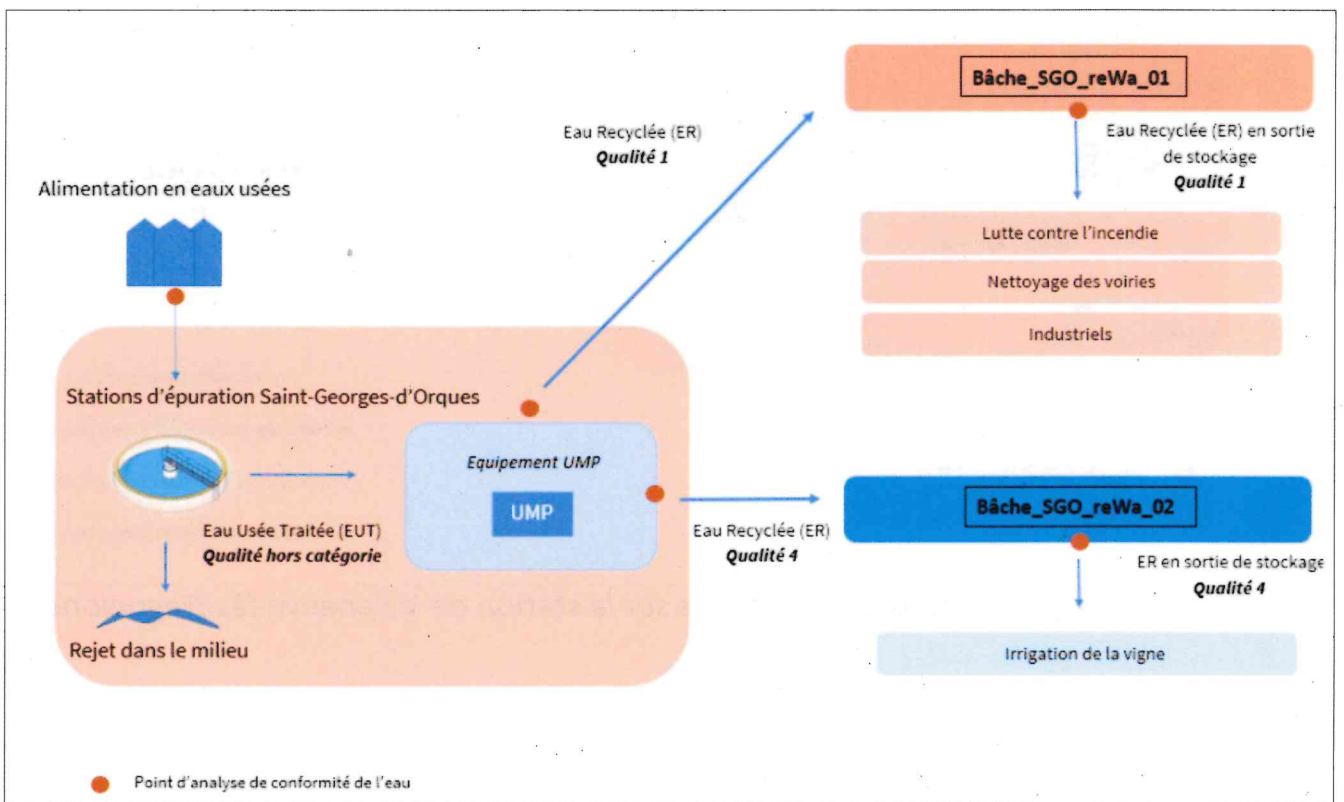 Bâche_SGO_reWa_01
Eau Recyclée (ER)
Qualité 1
Eau Recyclée (ER) en sortie
de stockage
Qualité 1
Alimentation en eaux usées
Lutte contre l'incendie
Nettoyage des voiries
Industriels
Stations d'épuration Saint-Georges-d'Orques
Equipement UMP
UMP
Eau Usée Traitée (EUT)
Qualité hors catégorie
Eau Recyclée (ER)
Qualité 4
Bâche_SGO_reWa_02
ER en sortie de stockage
Qualité 4
Rejet dans le milieu
Irrigation de la vigne
Point d'analyse de conformité de l'eau